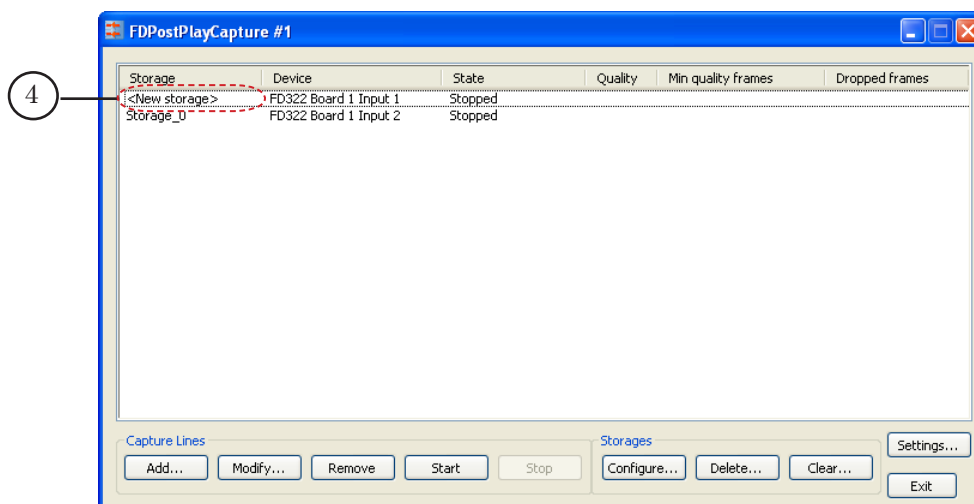 FDPostPlayCapture #1
Storage Device State Quality Min quality frames Dropped frames
4
<New storage> FD322 Board 1 Input 1 Stopped
Storage_0 FD322 Board 1 Input 2 Stopped
Capture Lines Storages
Settings...
Add... Modify... Remove Start Stop Configure... Delete... Clear...
Exit